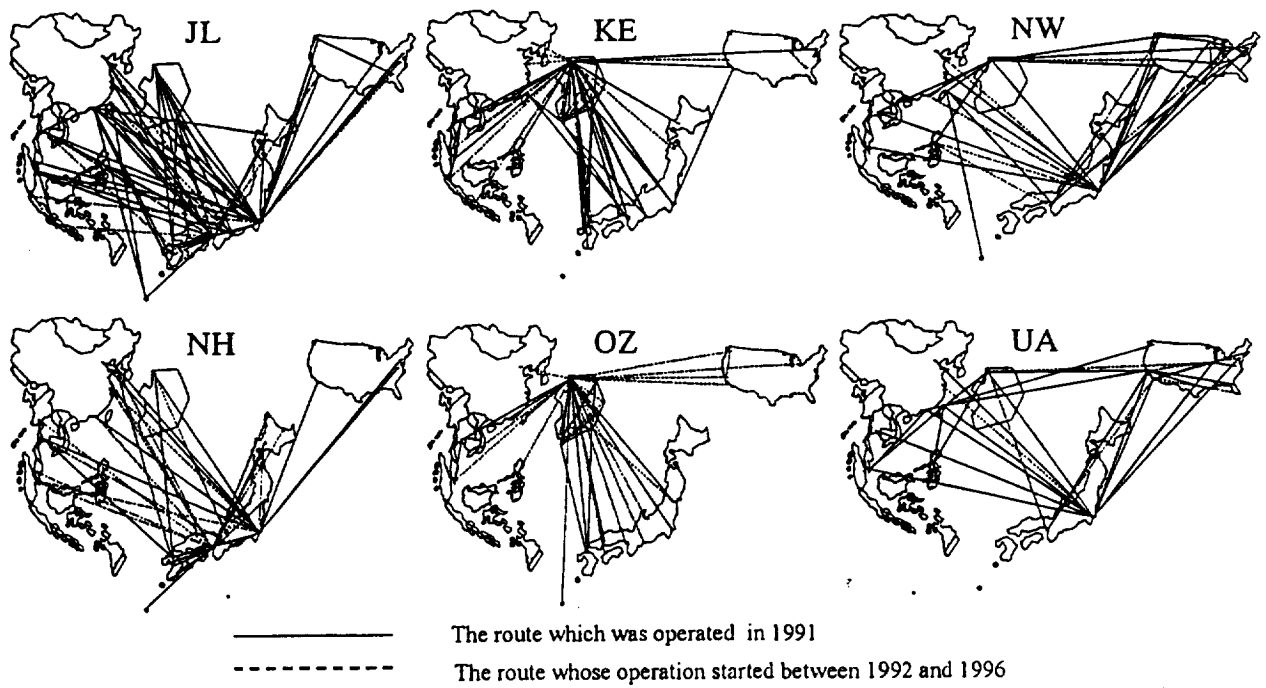 JL
KE
NW
NH
OZ
UA
The route which was operated in 1991
The route whose operation started between 1992 and 1996